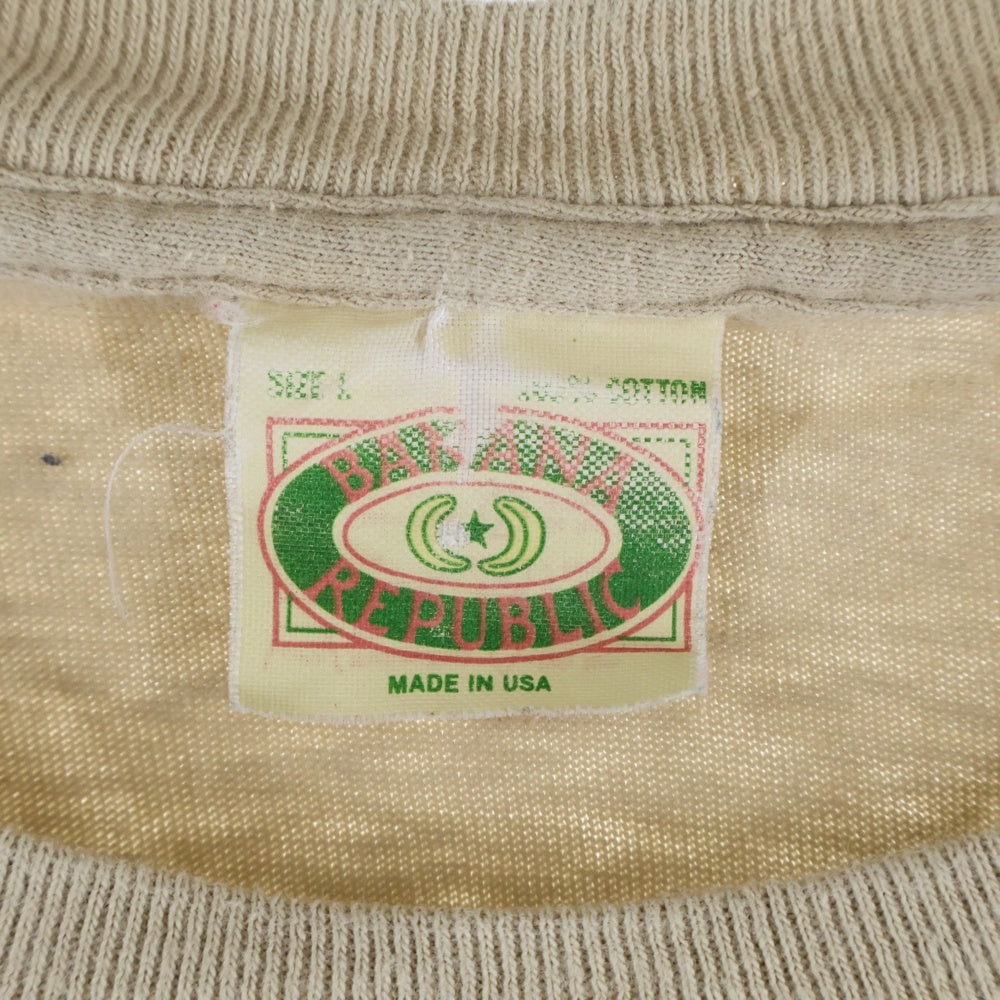 SIZE L 100% COTTON
BANANA
REPUBLIC
MADE IN USA